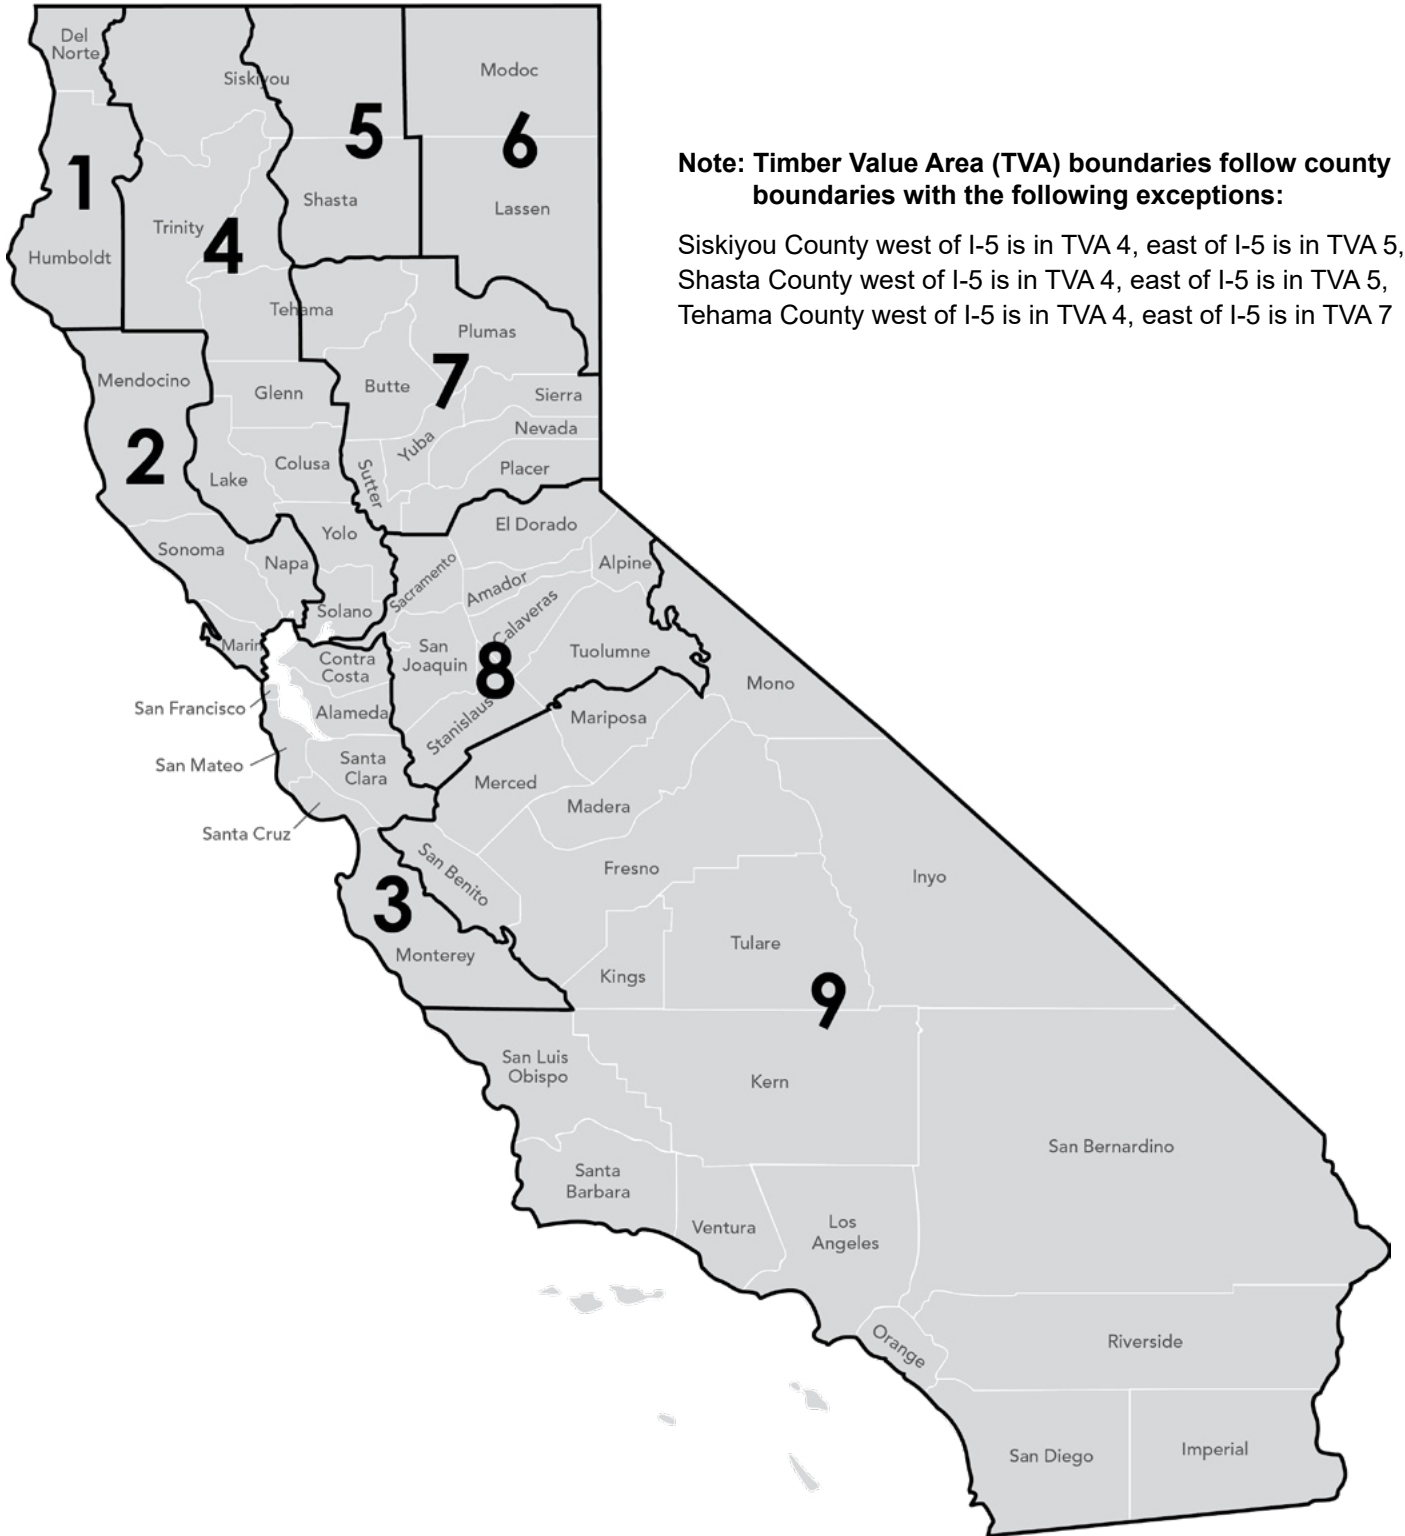 Del
Norte
Siskiyou
Modoc
5
6
1
Note: Timber Value Area (TVA) boundaries follow county
boundaries with the following exceptions:
Shasta
Lassen
Trinity
4
Humboldt
Siskiyou County west of I-5 is in TVA 4, east of I-5 is in TVA 5,
Shasta County west of I-5 is in TVA 4, east of I-5 is in TVA 5,
Tehama County west of I-5 is in TVA 4, east of I-5 is in TVA 7
Tehama
Plumas
Mendocino
Glenn
Butte
7
Sierra
2
Nevada
Yuba
Colusa
Placer
Lake
Sutter
El Dorado
Yolo
Sonoma
Napa
Alpine
Sacramento
Amador
Solano
Calaveras
Marin
San
Joaquin
8
Tuolumne
Contra
Costa
Mono
San Francisco
Alameda
Stanislaus
Mariposa
San Mateo
Santa
Clara
Merced
Madera
Santa Cruz
San Benito
Fresno
Inyo
3
Monterey
Tulare
Kings
9
San Luis
Obispo
Kern
San Bernardino
Santa
Barbara
Ventura
Los
Angeles
Orange
Riverside
San Diego
Imperial